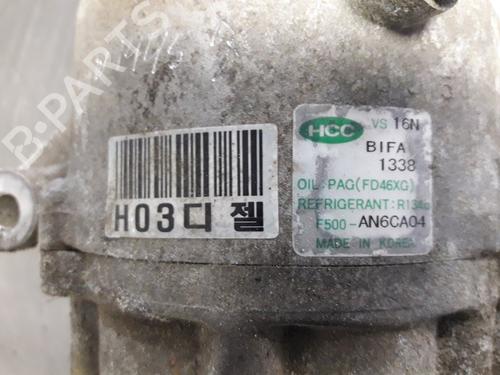 B-PARTS
H03디젤
HCC VS 16N
BIFA
1338
OIL: PAG(FD46XG)
REFRIGERANT: R134a
F500-AN6CA04
MADE IN KOREA